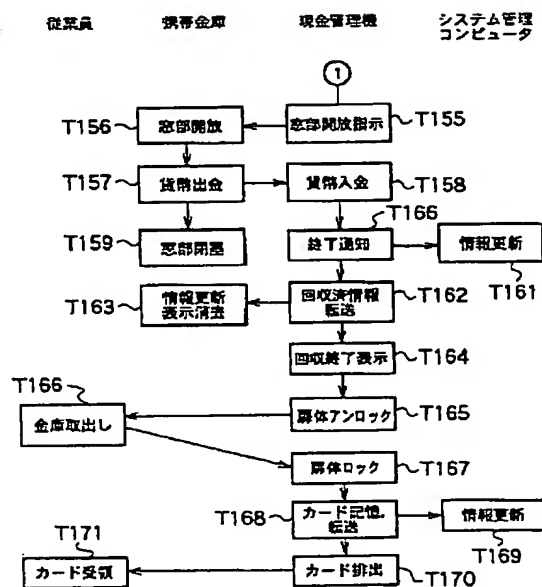 従業員
携帯金庫
現金管理機
システム管理
コンピュータ
1
T156
窓部開放
窓部開放指示
T155
T157
貨幣出金
貨幣入金
T158
T166
T159
窓部閉塞
終了通知
情報更新
T161
T163
情報更新
表示消去
回収済情報
転送
T162
回収終了表示
T164
T166
金庫取出し
扉体アンロック
T165
扉体ロック
T167
T168
カード記憶,
転送
情報更新
T169
T171
カード受領
カード排出
T170